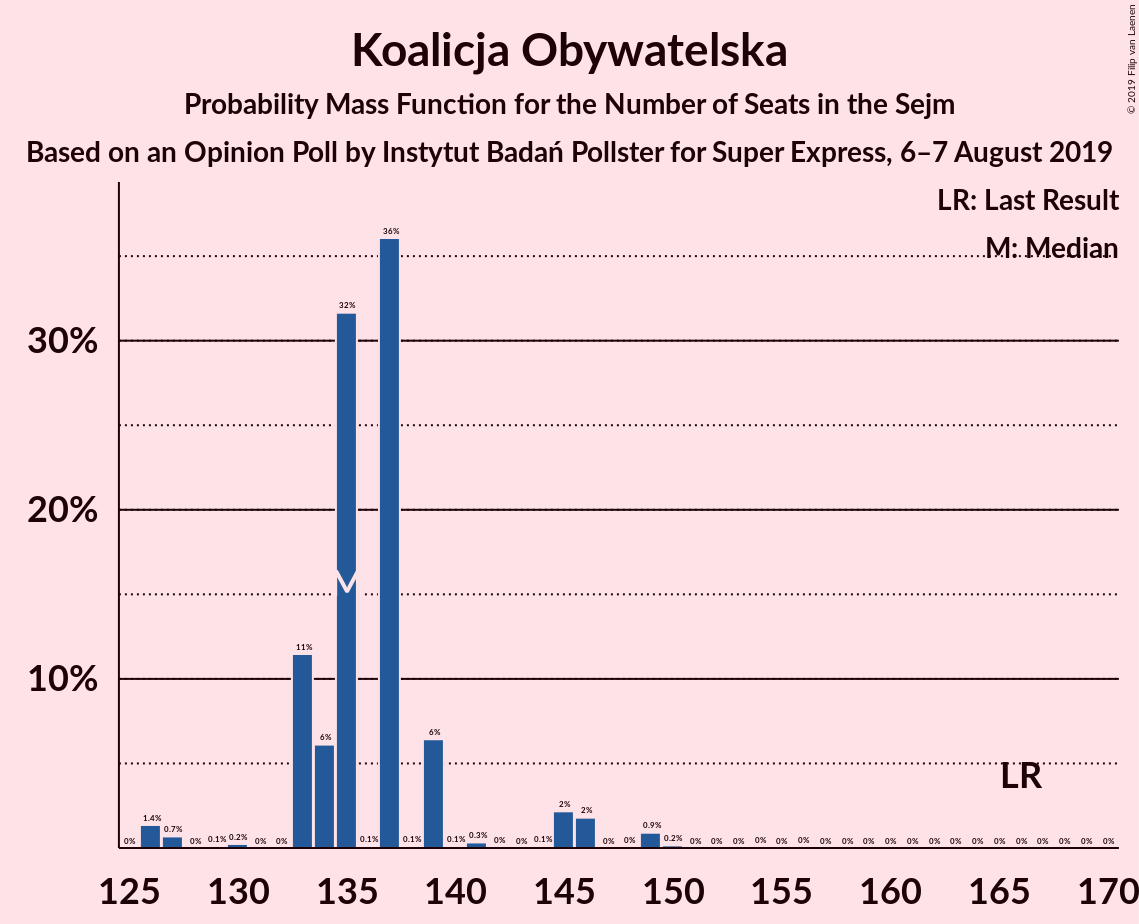 Koalicja Obywatelska
Probability Mass Function for the Number of Seats in the Sejm
Based on an Opinion Poll by Instytut Badań Pollster for Super Express, 6–7 August 2019
© 2019 Filip van Laenen
LR: Last Result
M: Median
30%
20%
10%
0% 1.4% 0.7% 0% 0.1% 0.2% 0% 0% 11% 6% 32% 0.1% 36% 0.1% 6% 0.1% 0.3% 0% 0% 0.1% 2% 2% 0% 0% 0.9% 0.2% 0% 0% 0% 0% 0% 0% 0% 0% 0% 0% 0% 0% 0% 0% 0% 0% 0% 0% 0% 0%
M
LR
125 130 135 140 145 150 155 160 165 170